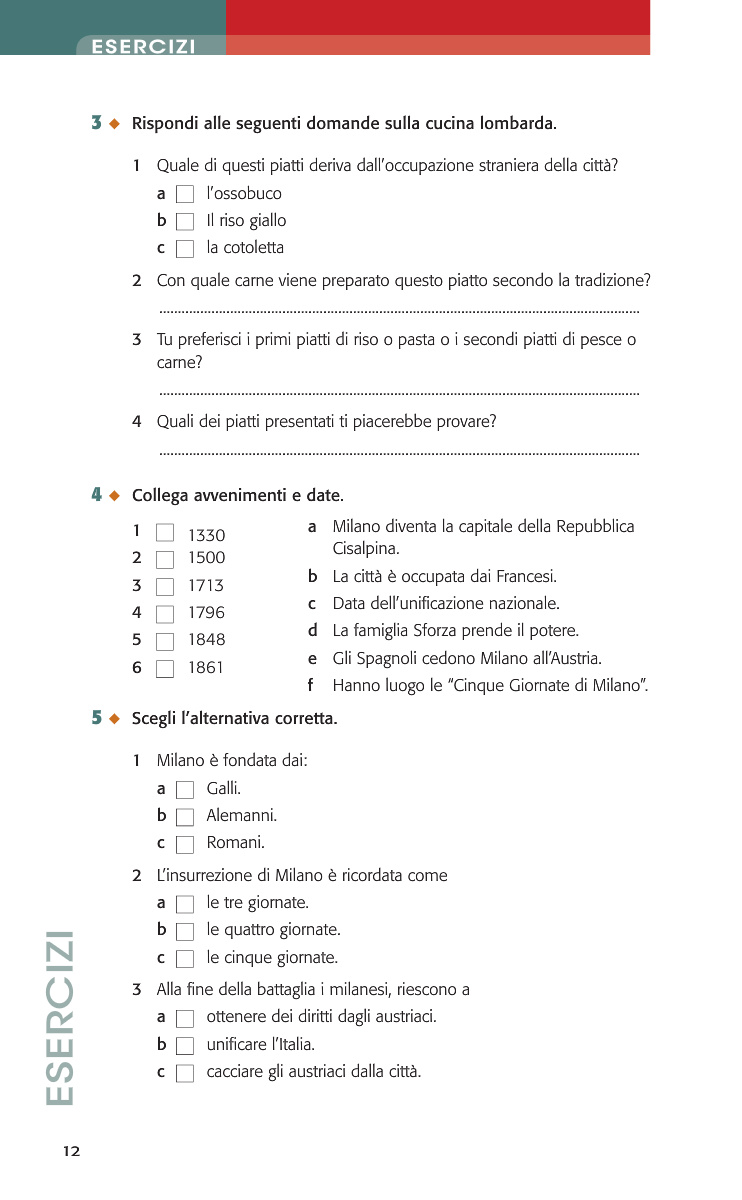 ESERCIZI
3 ◆ Rispondi alle seguenti domande sulla cucina lombarda.
1 Quale di questi piatti deriva dall'occupazione straniera della città?
a □ l'ossobuco
b □ Il riso giallo
c □ la cotoletta
2 Con quale carne viene preparato questo piatto secondo la tradizione?
................................................................................................................................
3 Tu preferisci i primi piatti di riso o pasta o i secondi piatti di pesce o
carne?
................................................................................................................................
4 Quali dei piatti presentati ti piacerebbe provare?
................................................................................................................................
4 ◆ Collega avvenimenti e date.
1 □ 1330
2 □ 1500
3 □ 1713
4 □ 1796
5 □ 1848
6 □ 1861
a Milano diventa la capitale della Repubblica
Cisalpina.
b La città è occupata dai Francesi.
c Data dell'unificazione nazionale.
d La famiglia Sforza prende il potere.
e Gli Spagnoli cedono Milano all'Austria.
f Hanno luogo le “Cinque Giornate di Milano”.
5 ◆ Scegli l'alternativa corretta.
1 Milano è fondata dai:
a □ Galli.
b □ Alemanni.
c □ Romani.
2 L'insurrezione di Milano è ricordata come
a □ le tre giornate.
b □ le quattro giornate.
c □ le cinque giornate.
3 Alla fine della battaglia i milanesi, riescono a
a □ ottenere dei diritti dagli austriaci.
b □ unificare l'Italia.
c □ cacciare gli austriaci dalla città.
ESERCIZI
12